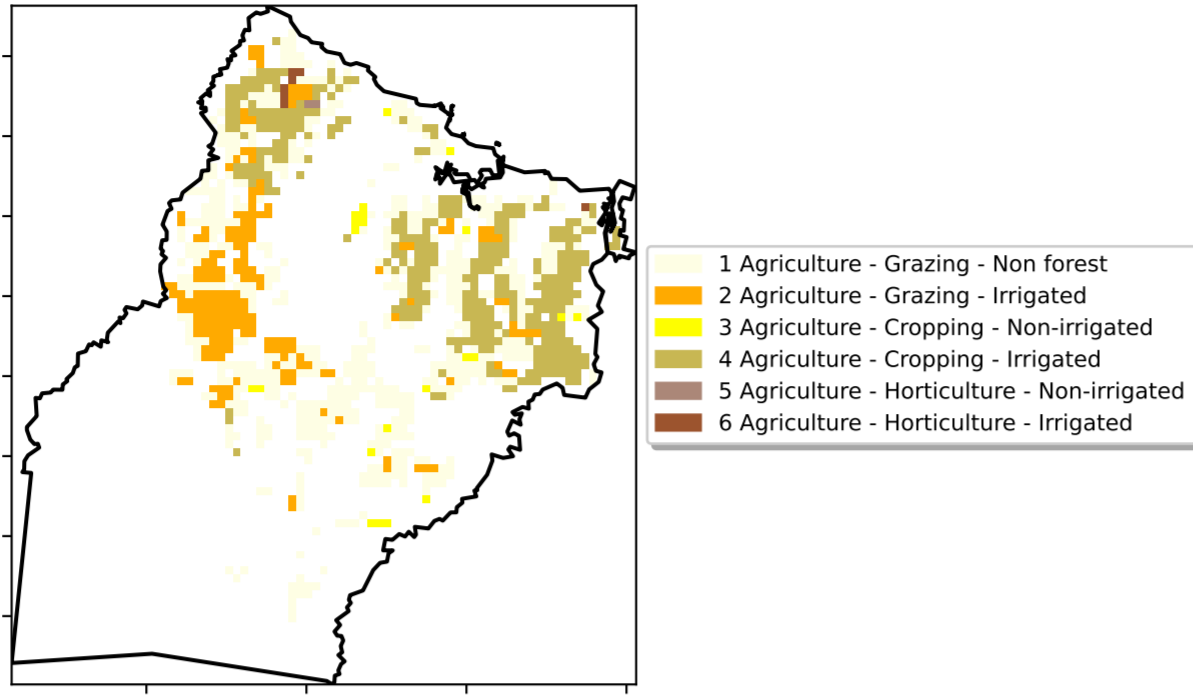 1 Agriculture - Grazing - Non forest
2 Agriculture - Grazing - Irrigated
3 Agriculture - Cropping - Non-irrigated
4 Agriculture - Cropping - Irrigated
5 Agriculture - Horticulture - Non-irrigated
6 Agriculture - Horticulture - Irrigated